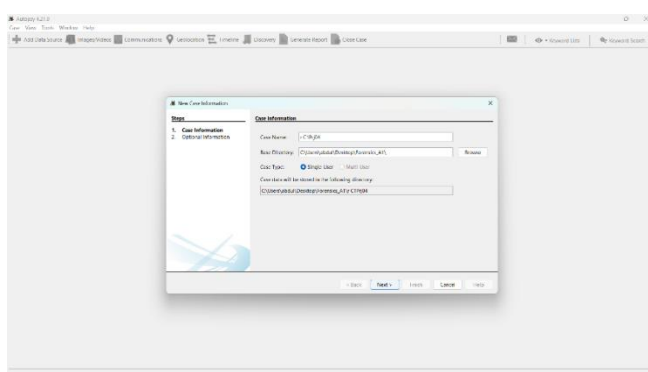 Autopsy 4.21.0
Case View Tools Window Help
Add Data Source Images/Videos Communications Geolocation Timeline Discovery Generate Report Close Case Keyword Lists Keyword Search
New Case Information
Steps
1. Case Information
2. Optional Information
Case Information
Case Name:
Base Directory: Browse
Case Type: Single User Multi-User
Case data will be stored in the following directory:
< Back Next > Finish Cancel Help